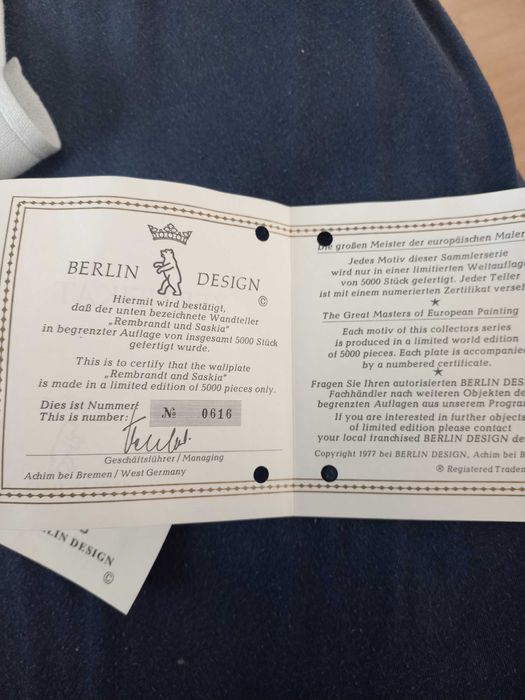 BERLIN DESIGN
©
Hiermit wird bestätigt,
daß der unten bezeichnete Wandteller
„Rembrandt und Saskia"
in begrenzter Auflage von insgesamt 5000 Stück
gefertigt wurde.
This is to certify that the wallplate
„Rembrandt und Saskia"
is made in a limited edition of 5000 pieces only.
Dies ist Nummer:
This is number:
№ 0616
Geschäftsführer / Managing
Achim bei Bremen / West Germany
Die großen Meister der europäischen Maler
Jedes Motiv dieser Sammlerserie
wird nur in einer limitierten Weltauflage
von 5000 Stück gefertigt. Jeder Teller
ist mit einem numerierten Zertifikat verseh
★
The Great Masters of European Painting
Each motiv of this collectors series
is produced in a limited world edition
of 5000 pieces. Each plate is accompanie
by a numbered certificate.
★
Fragen Sie Ihren autorisierten BERLIN DES
Fachhändler nach weiteren Objekten de
begrenzten Auflagen aus unserem Program
If you are interested in further objects
of limited edition please contact
your local franchised BERLIN DESIGN de
Copyright 1977 bei BERLIN DESIGN, Achim bei B
® Registered Tradem
LIN DESIGN
©